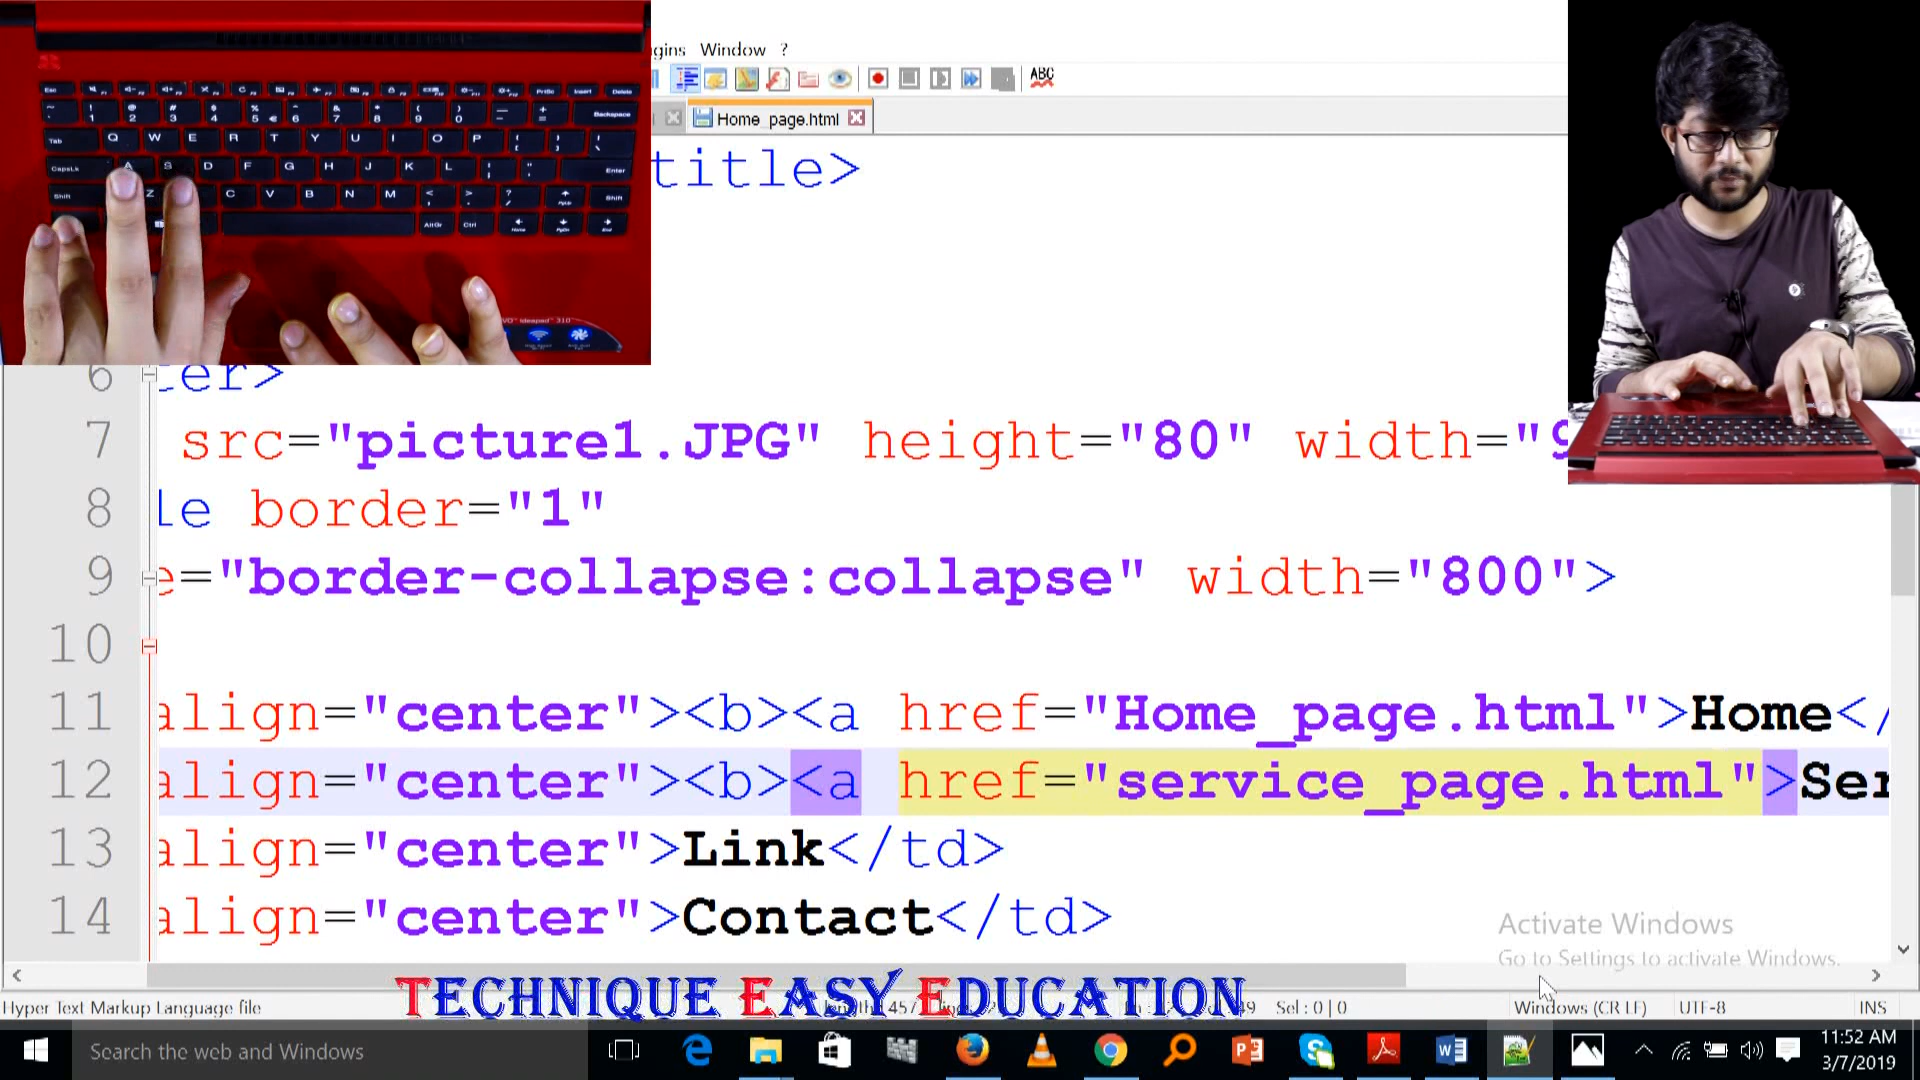 gins Window ?
ABC
Home_page.html
title>
6 ter>
7 src="picture1.JPG" height="80" width="9
8 le border="1"
9 e="border-collapse:collapse" width="800">
10
11 align="center"><b><a href="Home_page.html">Home</
12 align="center"><b><a href="service_page.html">Ser
13 align="center">Link</td>
14 align="center">Contact</td>
Activate Windows
Go to Settings to activate Windows.
TECHNIQUE EASY EDUCATION
Hyper Text Markup Language file
Sel : 0 | 0
Windows (CR LF)
UTF-8
INS
Search the web and Windows
11:52 AM
3/7/2019